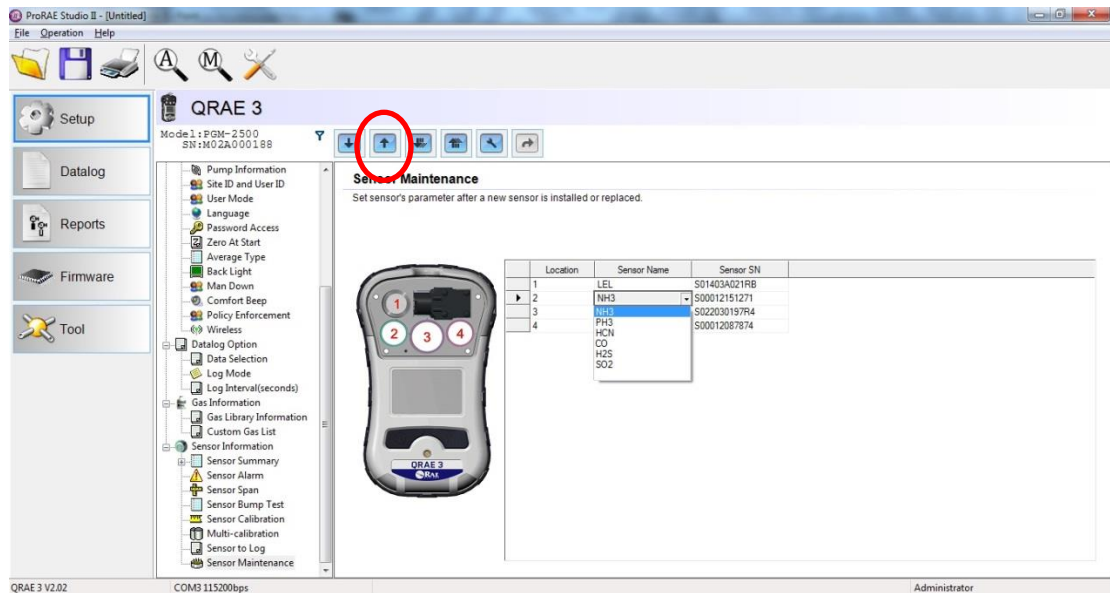 ProRAE Studio II - [Untitled]
File Operation Help
A M
QRAE 3
Model:PGM-2500
SN:M02A000188
Setup
Datalog
Reports
Firmware
Tool
Pump Information
Site ID and User ID
User Mode
Language
Password Access
Zero At Start
Average Type
Back Light
Man Down
Comfort Beep
Policy Enforcement
Wireless
Datalog Option
Data Selection
Log Mode
Log Interval(seconds)
Gas Information
Gas Library Information
Custom Gas List
Sensor Information
Sensor Summary
Sensor Alarm
Sensor Span
Sensor Bump Test
Sensor Calibration
Multi-calibration
Sensor to Log
Sensor Maintenance
Sensor Maintenance
Set sensor's parameter after a new sensor is installed or replaced.
1
2 3 4
QRAE 3
RAE
Location Sensor Name Sensor SN
1 LEL S01403A021RB
2 NH3 S00012151271
3 S022030197R4
4 S00012087874
NH3
PH3
HCN
CO
H2S
SO2
QRAE 3 V2.02 COM3 115200bps Administrator